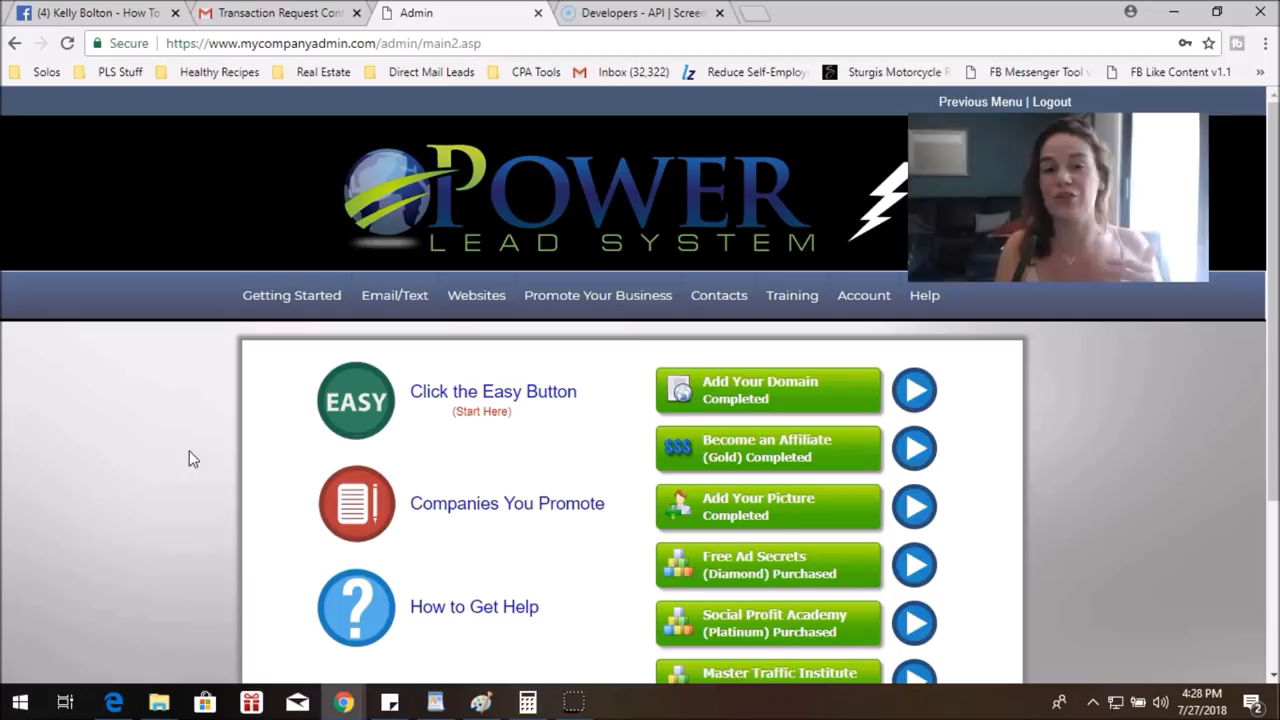 (4) Kelly Bolton - How To
Transaction Request Con
Admin
Developers - API | Screen
Secure
https://www.mycompanyadmin.com/admin/main2.asp
Solos
PLS Stuff
Healthy Recipes
Real Estate
Direct Mail Leads
CPA Tools
Inbox (32,322)
Reduce Self-Employ
Sturgis Motorcycle R
FB Messenger Tool v
FB Like Content v1.1
Previous Menu | Logout
POWER
LEAD SYSTEM
Getting Started
Email/Text
Websites
Promote Your Business
Contacts
Training
Account
Help
EASY
Click the Easy Button
(Start Here)
Companies You Promote
How to Get Help
Add Your Domain
Completed
Become an Affiliate
(Gold) Completed
Add Your Picture
Completed
Free Ad Secrets
(Diamond) Purchased
Social Profit Academy
(Platinum) Purchased
Master Traffic Institute
4:28 PM
7/27/2018
2